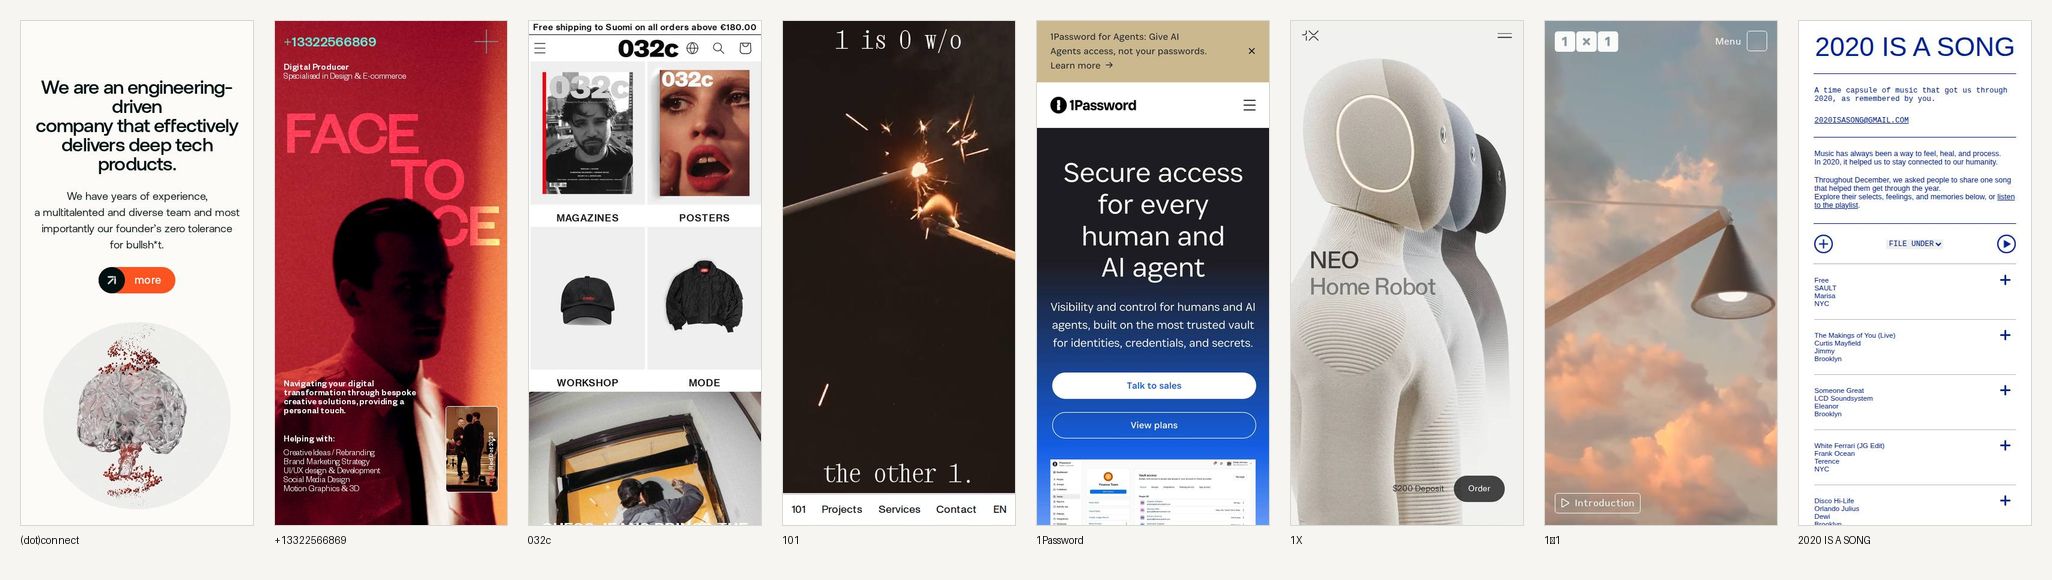 We are an engineering-
driven
company that effectively
delivers deep tech
products.
We have years of experience,
a multitalented and diverse team and most
importantly our founder's zero tolerance
for bullsh*t.
more
(dot)connect
+13322566869
Digital Producer
Specialised in Design & E-commerce
FACE
TO
CE
Navigating your digital
transformation through bespoke
creative solutions, providing a
personal touch.
Helping with:
Creative Ideas / Rebranding
Brand Marketing Strategy
UI/UX design & Development
Social Media Design
Motion Graphics & 3D
+13322566869
Free shipping to Suomi on all orders above €180.00
032c
032c
032c
MAGAZINES
POSTERS
WORKSHOP
MODE
032c
1 is 0 w/o
the other 1.
101
Projects
Services
Contact
EN
101
1Password for Agents: Give AI
Agents access, not your passwords.
Learn more →
1Password
Secure access
for every
human and
AI agent
Visibility and control for humans and AI
agents, built on the most trusted vault
for identities, credentials, and secrets.
Talk to sales
View plans
1Password
1X
NEO
Home Robot
$200 Deposit
Order
1X
1 × 1
Menu
Introduction
2020 IS A SONG
A time capsule of music that got us through
2020, as remembered by you.
2020ISASONG@GMAIL.COM
Music has always been a way to feel, heal, and process.
In 2020, it helped us to stay connected to our humanity.
Throughout December, we asked people to share one song
that helped them get through the year.
Explore their selects, feelings, and memories below, or listen
to the playlist.
FILE UNDER
Free
SAULT
Marisa
NYC
The Makings of You (Live)
Curtis Mayfield
Jimmy
Brooklyn
Someone Great
LCD Soundsystem
Eleanor
Brooklyn
White Ferrari (JG Edit)
Frank Ocean
Terence
NYC
Disco Hi-Life
Orlando Julius
Dewi
Brooklyn
2020 IS A SONG